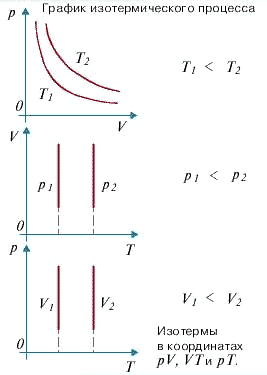 График изотермического процесса
p
T₂
T₁
0
V
T₁ < T₂
V
p₁
p₂
0
T
p₁ < p₂
p
V₁
V₂
0
T
V₁ < V₂
Изотермы
в координатах
pV, VT и pT.